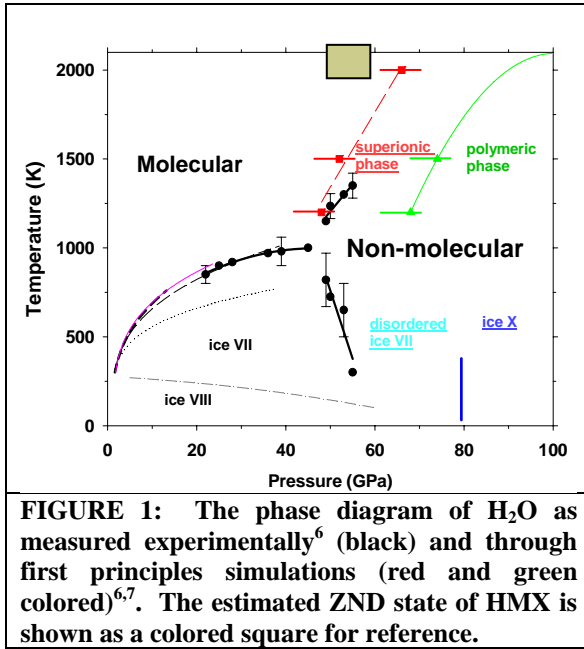 2000
1500
1000
500
0
Temperature (K)
Molecular
superionic
phase
polymeric
phase
Non-molecular
disordered
ice VII
ice X
ice VII
ice VIII
0 20 40 60 80 100
Pressure (GPa)
FIGURE 1: The phase diagram of H₂O as
measured experimentally⁶ (black) and through
first principles simulations (red and green
colored)⁶,⁷. The estimated ZND state of HMX is
shown as a colored square for reference.